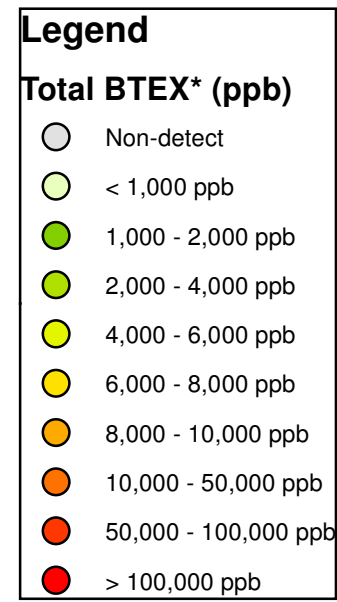 Legend
Total BTEX* (ppb)
Non-detect
< 1,000 ppb
1,000 - 2,000 ppb
2,000 - 4,000 ppb
4,000 - 6,000 ppb
6,000 - 8,000 ppb
8,000 - 10,000 ppb
10,000 - 50,000 ppb
50,000 - 100,000 ppb
> 100,000 ppb